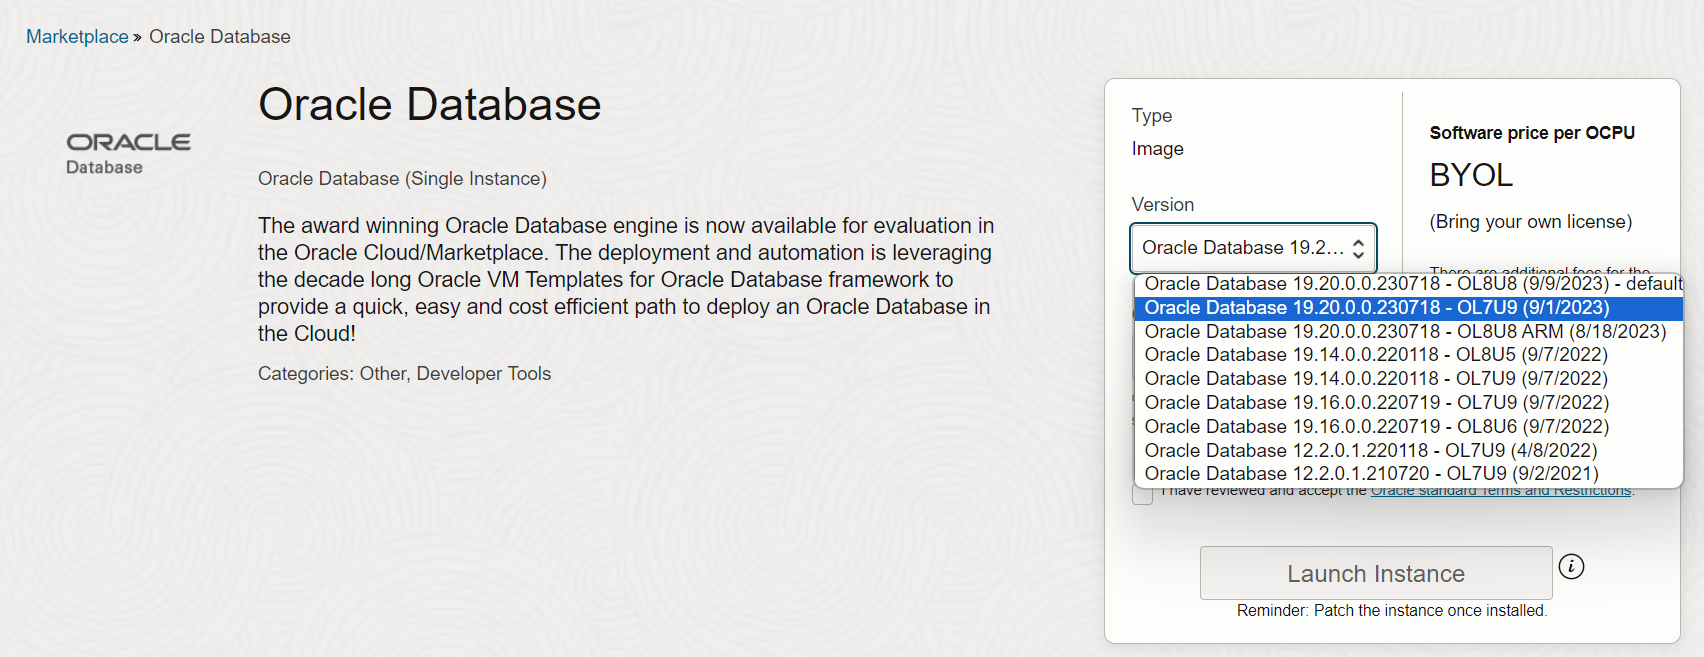 Marketplace » Oracle Database
ORACLE
Database
Oracle Database
Oracle Database (Single Instance)
The award winning Oracle Database engine is now available for evaluation in
the Oracle Cloud/Marketplace. The deployment and automation is leveraging
the decade long Oracle VM Templates for Oracle Database framework to
provide a quick, easy and cost efficient path to deploy an Oracle Database in
the Cloud!
Categories: Other, Developer Tools
Type
Image
Version
Oracle Database 19.2...
Software price per OCPU
BYOL
(Bring your own license)
There are additional fees for the
Oracle Database 19.20.0.0.230718 - OL8U8 (9/9/2023) - default
Oracle Database 19.20.0.0.230718 - OL7U9 (9/1/2023)
Oracle Database 19.20.0.0.230718 - OL8U8 ARM (8/18/2023)
Oracle Database 19.14.0.0.220118 - OL8U5 (9/7/2022)
Oracle Database 19.14.0.0.220118 - OL7U9 (9/7/2022)
Oracle Database 19.16.0.0.220719 - OL7U9 (9/7/2022)
Oracle Database 19.16.0.0.220719 - OL8U6 (9/7/2022)
Oracle Database 12.2.0.1.220118 - OL7U9 (4/8/2022)
Oracle Database 12.2.0.1.210720 - OL7U9 (9/2/2021)
I have reviewed and accept the Oracle standard Terms and Restrictions.
Launch Instance
Reminder: Patch the instance once installed.